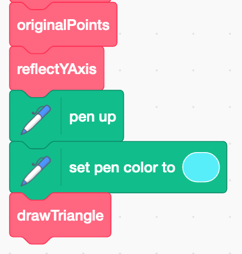 originalPoints
reflectYAxis
pen up
set pen color to
drawTriangle